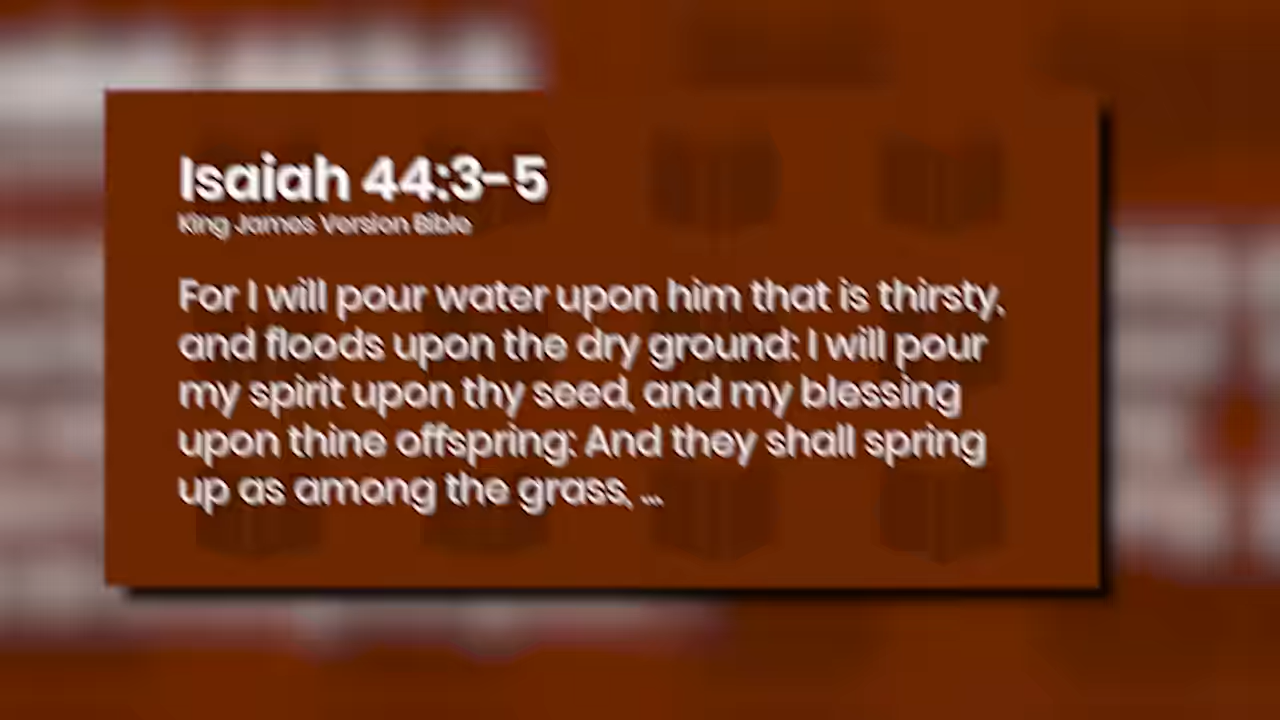 Isaiah 44:3-5
King James Version Bible
For I will pour water upon him that is thirsty,
and floods upon the dry ground: I will pour
my spirit upon thy seed, and my blessing
upon thine offspring: And they shall spring
up as among the grass, ...